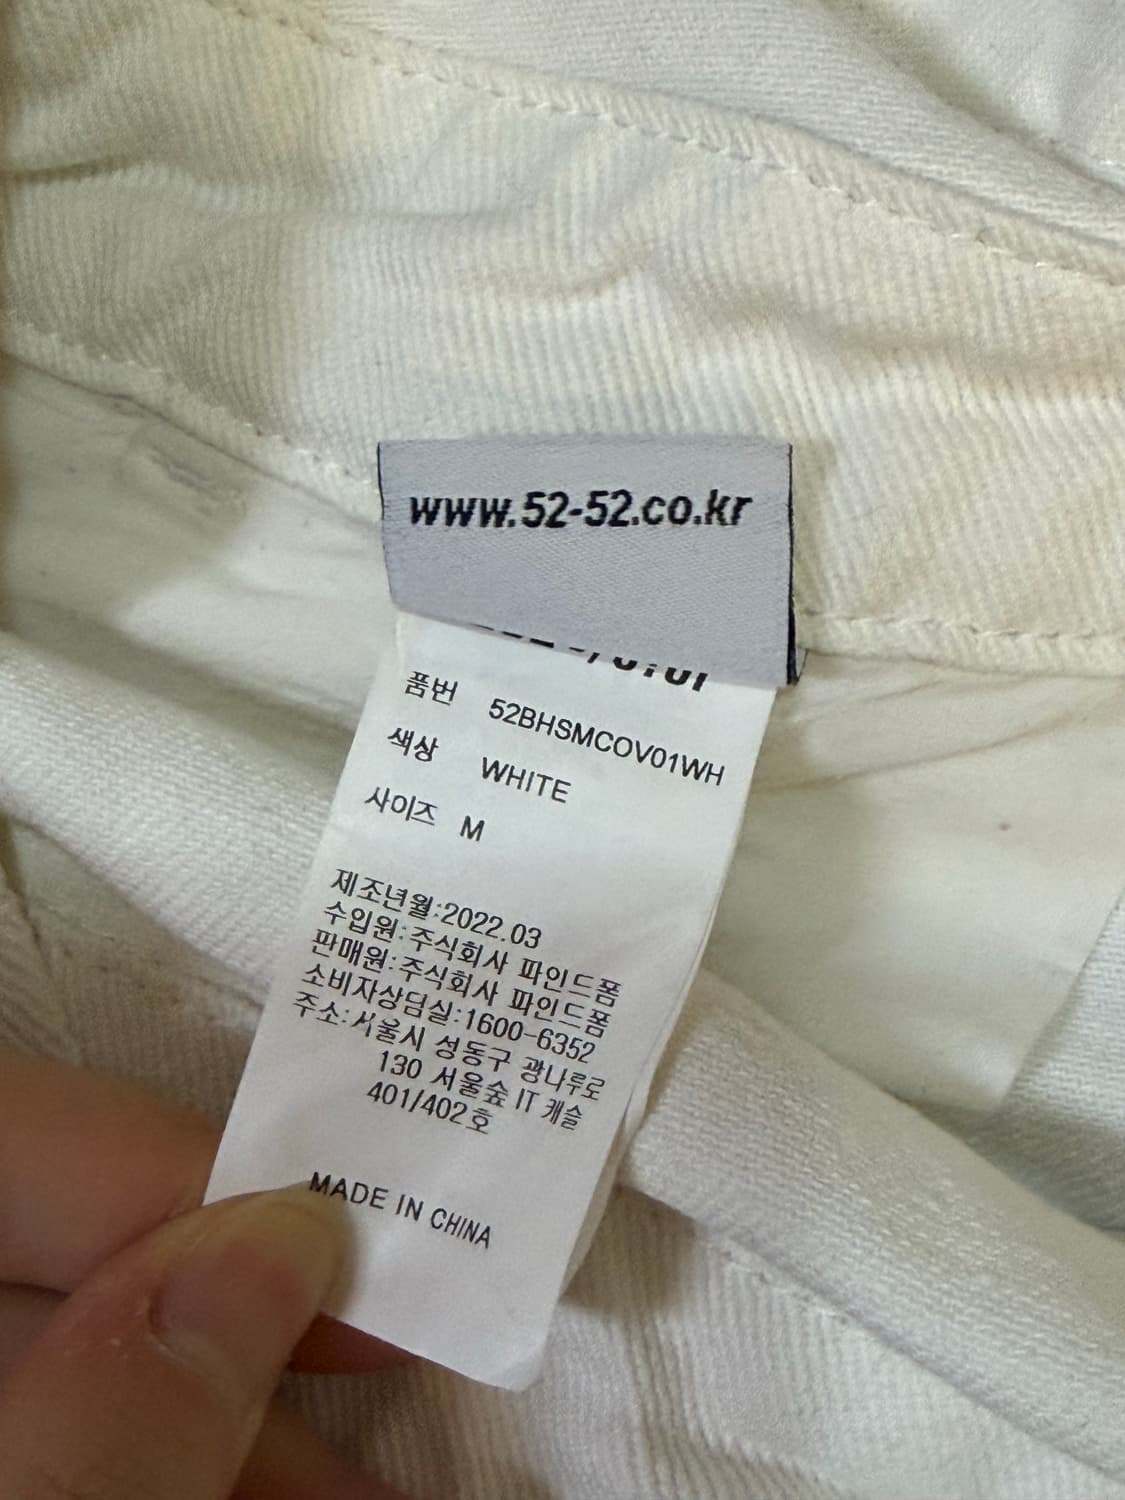 www.52-52.co.kr
품번 52BHSMCOV01WH
색상 WHITE
사이즈 M
제조년월:2022.03
수입원:주식회사 파인드폼
판매원:주식회사 파인드폼
소비자상담실:1600-6352
주소:서울시 성동구 광나루로
130 서울숲 IT 캐슬
401/402호
MADE IN CHINA